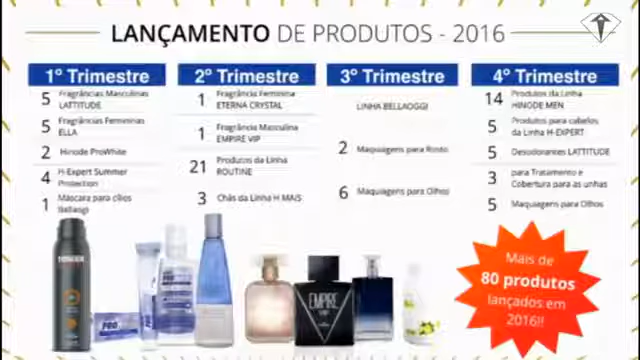 LANÇAMENTO DE PRODUTOS - 2016
1º Trimestre
5 Fragrâncias Masculinas
LATTITUDE
5 Fragrâncias Femininas
ELLA
2 Hinode ProWhite
4 H-Expert Summer
Protection
1 Máscara para cílios
Bellaoggi
2º Trimestre
1 Fragrância Feminina
ETERNA CRYSTAL
1 Fragrância Masculina
EMPIRE VIP
21 Produtos da Linha
ROUTINE
3 Chás da Linha H MAIS
3º Trimestre
LINHA BELLAOGGI
2 Maquiagens para Rosto
6 Maquiagens para Olhos
4º Trimestre
14 Produtos da Linha
HINODE MEN
5 Produtos para cabelos
da Linha H-EXPERT
5 Desodorantes LATTITUDE
3 para Tratamento e
Cobertura para as unhas
5 Maquiagens para Olhos
EMPIRE
PRO
Mais de
80 produtos
lançados em
2016!!